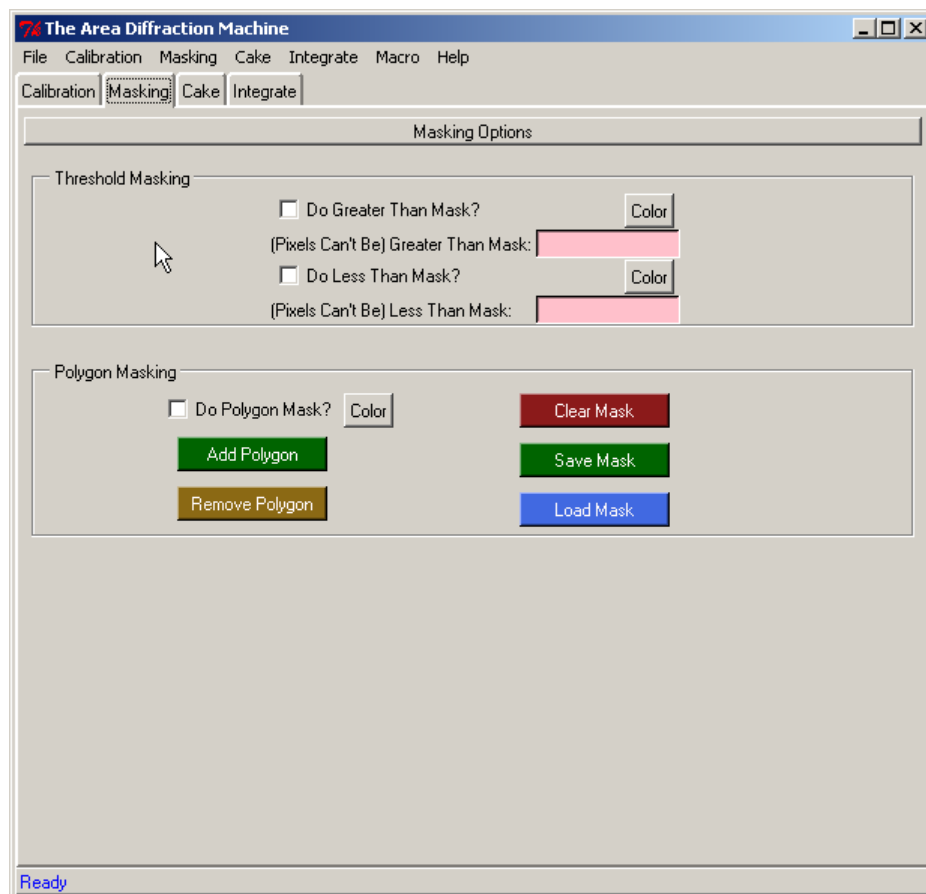 The Area Diffraction Machine
File Calibration Masking Cake Integrate Macro Help
Calibration Masking Cake Integrate
Masking Options
Threshold Masking
Do Greater Than Mask? Color
(Pixels Can't Be) Greater Than Mask:
Do Less Than Mask? Color
(Pixels Can't Be) Less Than Mask:
Polygon Masking
Do Polygon Mask? Color Clear Mask
Add Polygon Save Mask
Remove Polygon Load Mask
Ready